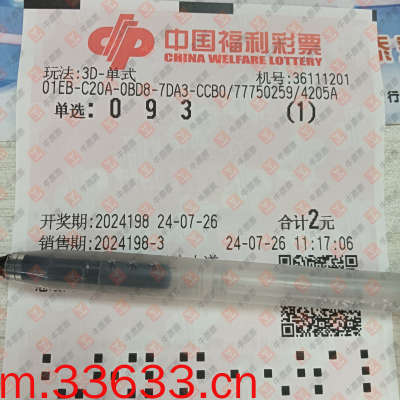 中国福利彩票
CHINA WELFARE LOTTERY
玩法:3D-单式 机号:36111201
01EB-C20A-0BD8-7DA3-CCB0/77750259/4205A
单选: 0 9 3 (1)
开奖期:2024198 24-07-26 合计2元
销售期:2024198-3 24-07-26 11:17:06
m.33633.cn